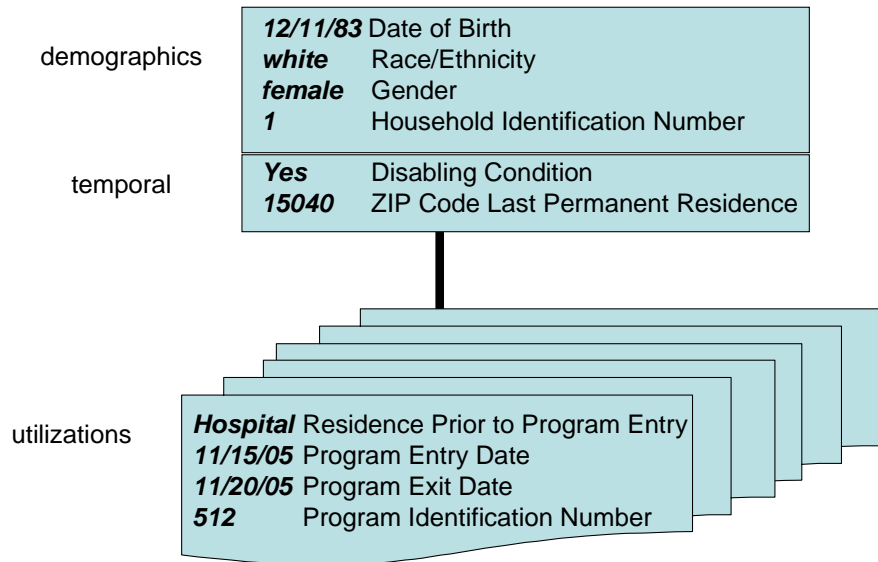 demographics
12/11/83 Date of Birth
white Race/Ethnicity
female Gender
1 Household Identification Number
temporal
Yes Disabling Condition
15040 ZIP Code Last Permanent Residence
utilizations
Hospital Residence Prior to Program Entry
11/15/05 Program Entry Date
11/20/05 Program Exit Date
512 Program Identification Number